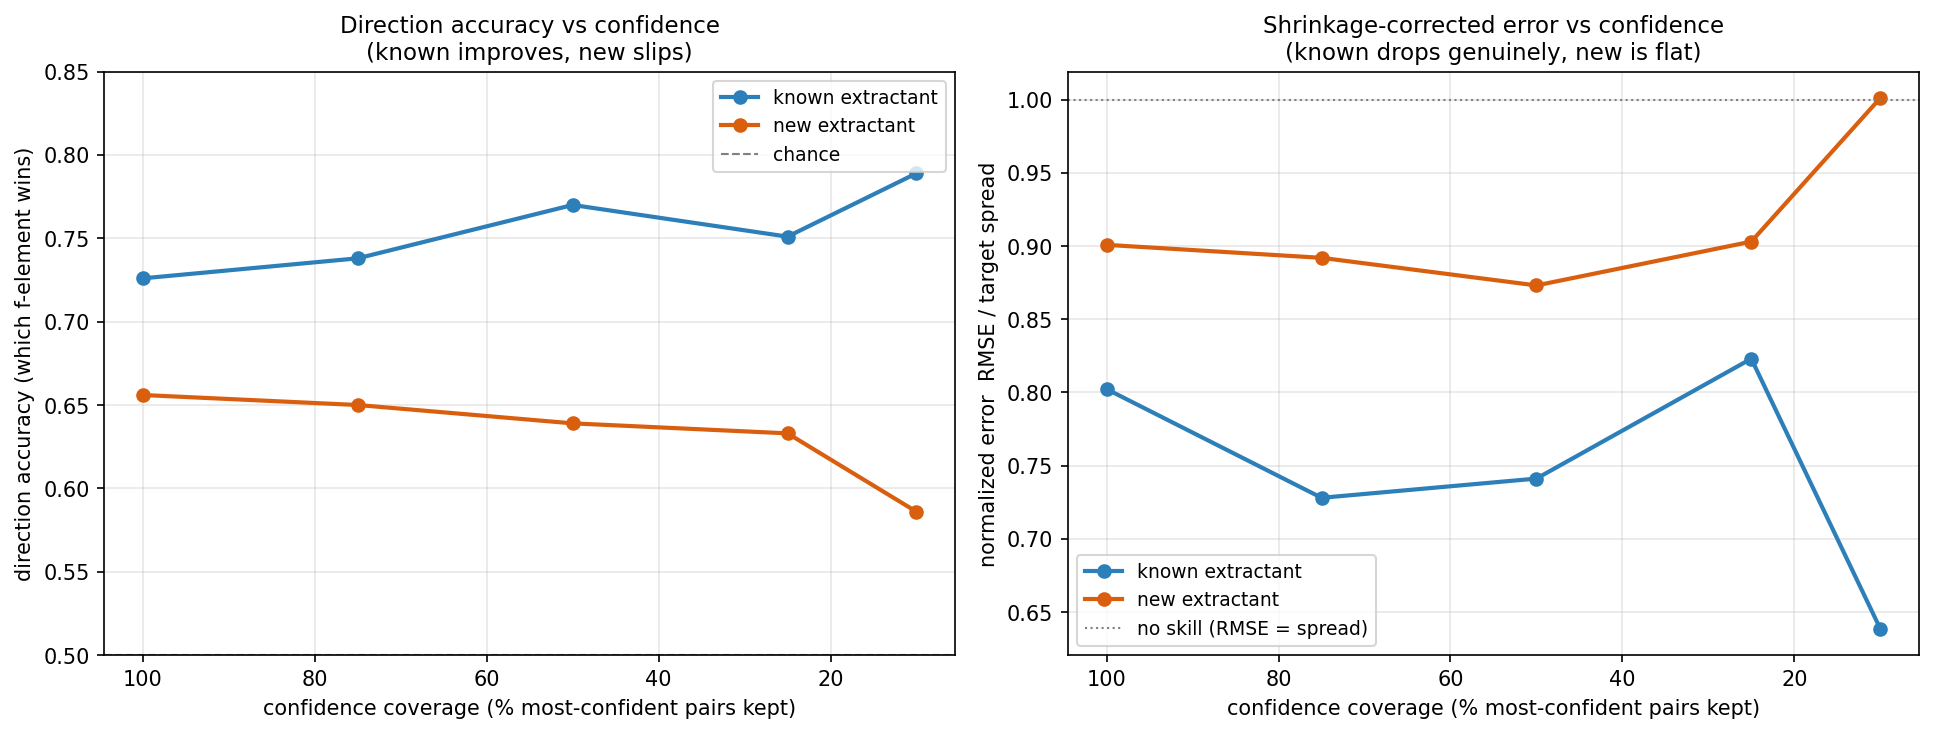 Direction accuracy vs confidence
(known improves, new slips)
direction accuracy (which f-element wins)
0.85
0.80
0.75
0.70
0.65
0.60
0.55
0.50
known extractant
new extractant
chance
100
80
60
40
20
confidence coverage (% most-confident pairs kept)
Shrinkage-corrected error vs confidence
(known drops genuinely, new is flat)
normalized error  RMSE / target spread
1.00
0.95
0.90
0.85
0.80
0.75
0.70
0.65
known extractant
new extractant
no skill (RMSE = spread)
100
80
60
40
20
confidence coverage (% most-confident pairs kept)